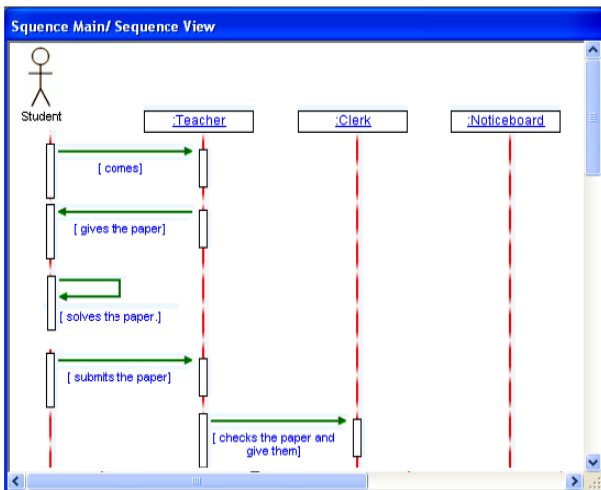 Squence Main/ Sequence View
Student
:Teacher
:Clerk
:Noticeboard
[ comes]
[ gives the paper]
[ solves the paper.]
[ submits the paper]
[ checks the paper and
give them]